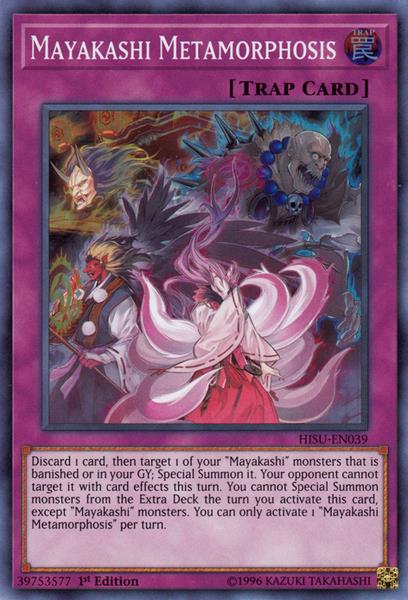 MAYAKASHI METAMORPHOSIS
TRAP
罠
[TRAP CARD]
HISU-EN039
Discard 1 card, then target 1 of your "Mayakashi" monsters that is
banished or in your GY; Special Summon it. Your opponent cannot
target it with card effects this turn. You cannot Special Summon
monsters from the Extra Deck the turn you activate this card,
except "Mayakashi" monsters. You can only activate 1 "Mayakashi
Metamorphosis" per turn.
39753577 1st Edition ©1996 KAZUKI TAKAHASHI